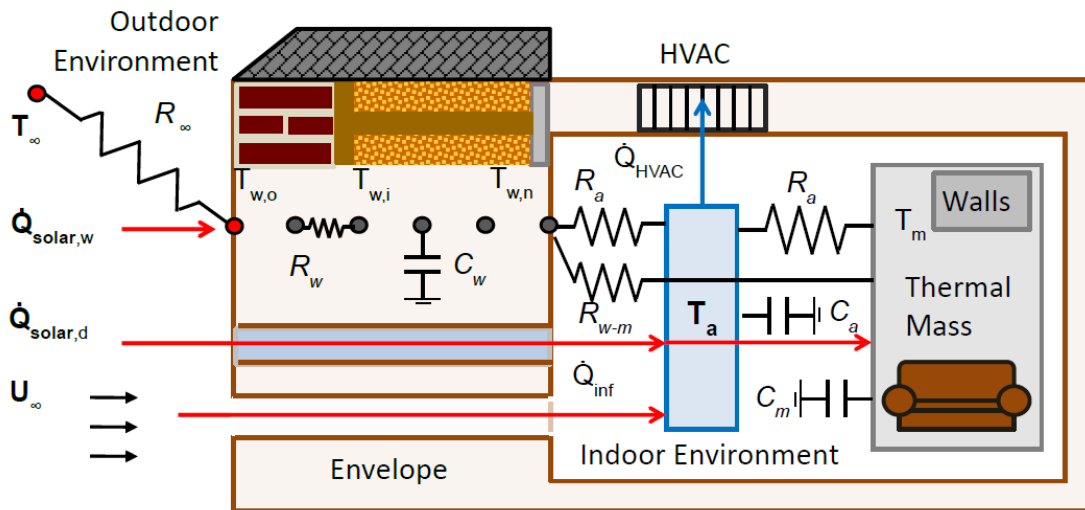 Outdoor
Environment
HVAC
T∞
R∞
Q̇HVAC
Tw,o
Tw,i
Tw,n
Ra
Ra
Tm
Walls
Q̇solar,w
Rw
Cw
Rw-m
Ta
Ca
Thermal
Mass
Q̇solar,d
Q̇inf
U∞
Cm
Envelope
Indoor Environment